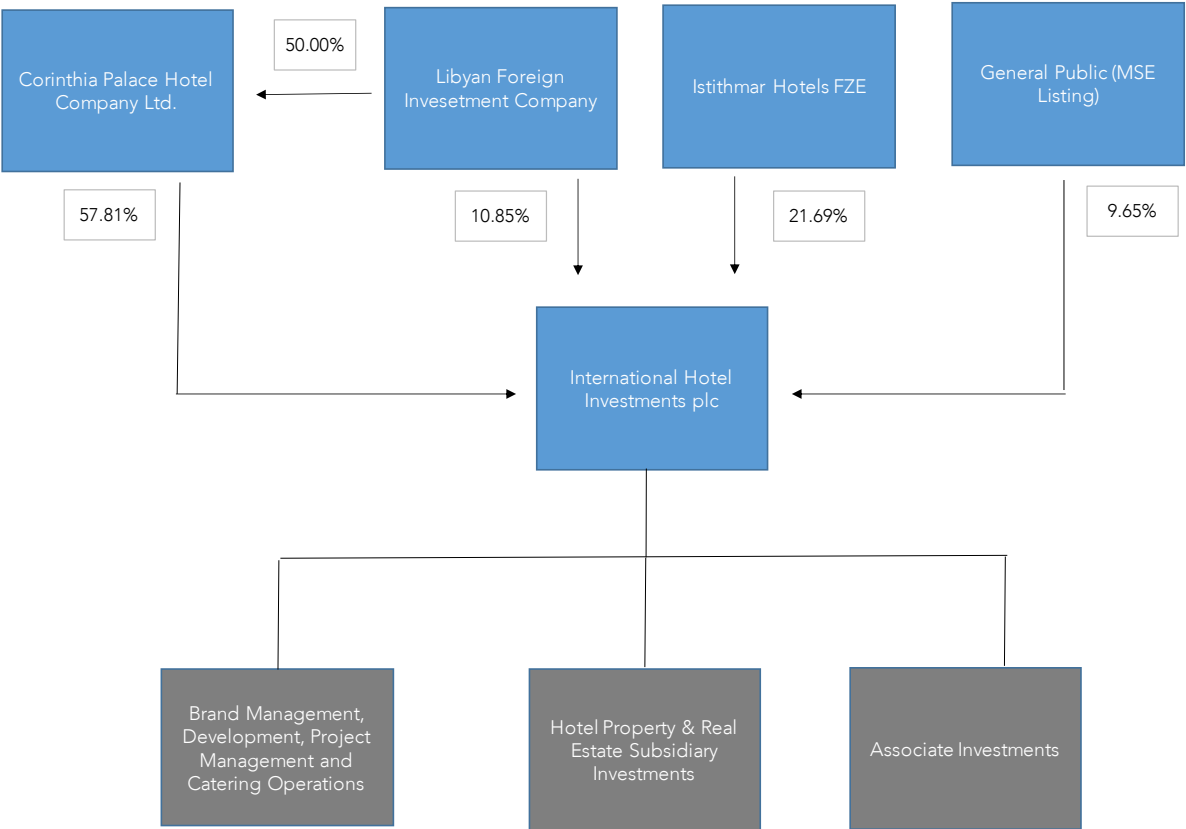 Corinthia Palace Hotel
Company Ltd.
50.00%
Libyan Foreign
Invesetment Company
Istithmar Hotels FZE
General Public (MSE
Listing)
57.81%
10.85%
21.69%
9.65%
International Hotel
Investments plc
Brand Management,
Development, Project
Management and
Catering Operations
Hotel Property & Real
Estate Subsidiary
Investments
Associate Investments